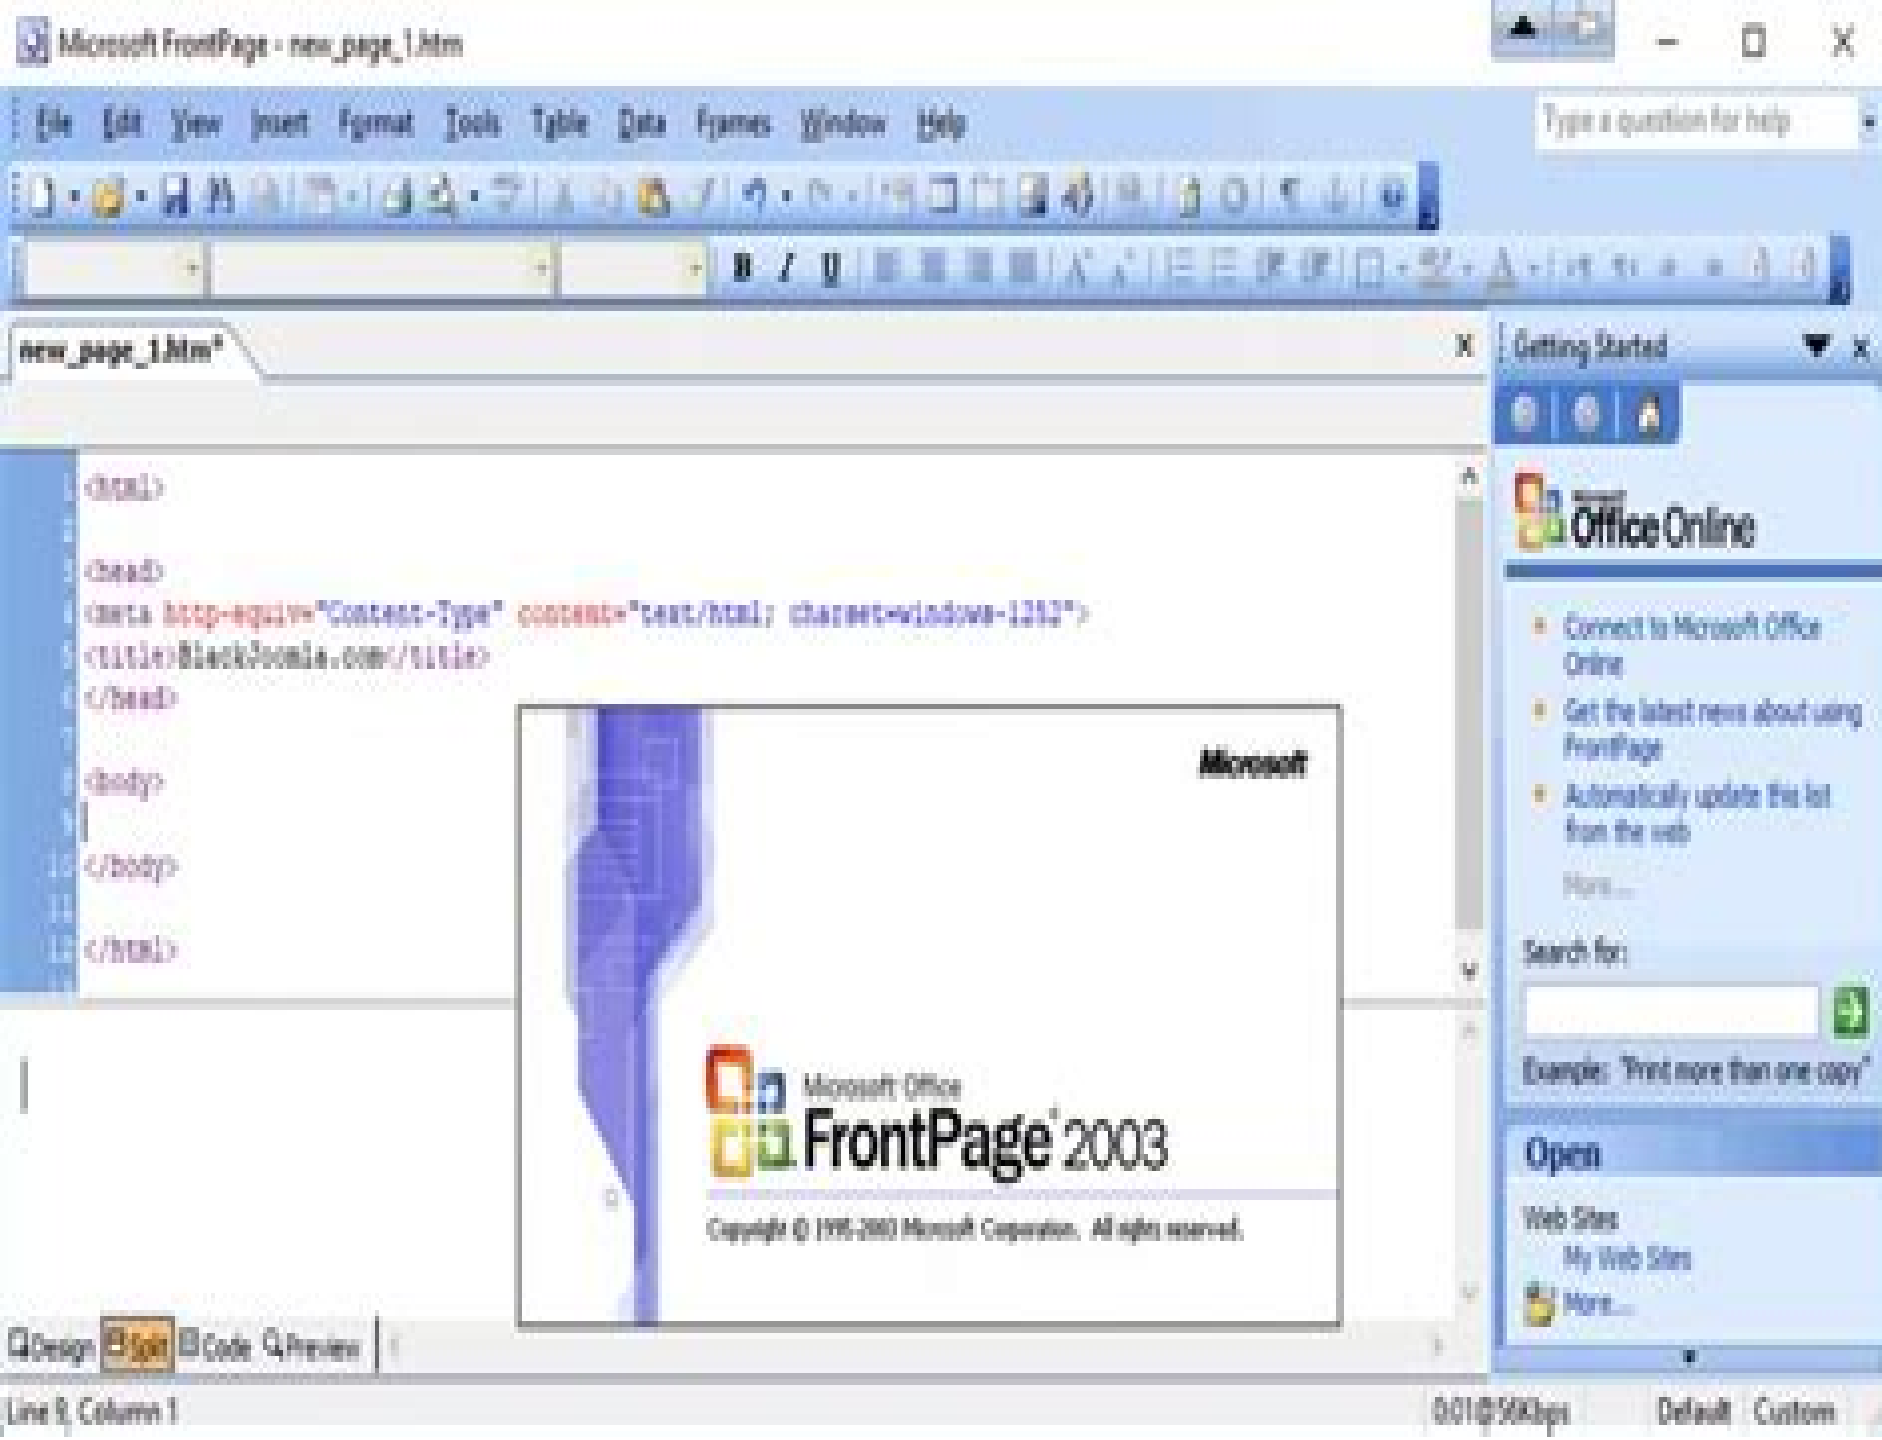 Microsoft FrontPage - new_page_1.htm
File Edit View Insert Format Tools Table Data Frames Window Help
Type a question for help
B I U
new_page_1.htm*
Getting Started
<html>
<head>
<meta http-equiv="Content-Type" content="text/html; charset=windows-1252">
<title>BlackJoomla.com</title>
</head>
<body>
</body>
</html>
Microsoft
Microsoft Office
FrontPage® 2003
Copyright © 1995-2003 Microsoft Corporation. All rights reserved.
Microsoft
Office Online
Connect to Microsoft Office
Online
Get the latest news about using
FrontPage
Automatically update this list
from the web
More...
Search for:
Example: "Print more than one copy"
Open
Web Sites
My Web Sites
More...
Design Split Code Preview
Line 9, Column 1
0:01@56Kbps Default Custom